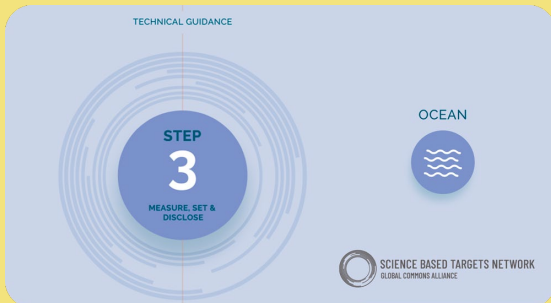 TECHNICAL GUIDANCE
STEP
3
MEASURE, SET &
DISCLOSE
OCEAN
SCIENCE BASED TARGETS NETWORK
GLOBAL COMMONS ALLIANCE